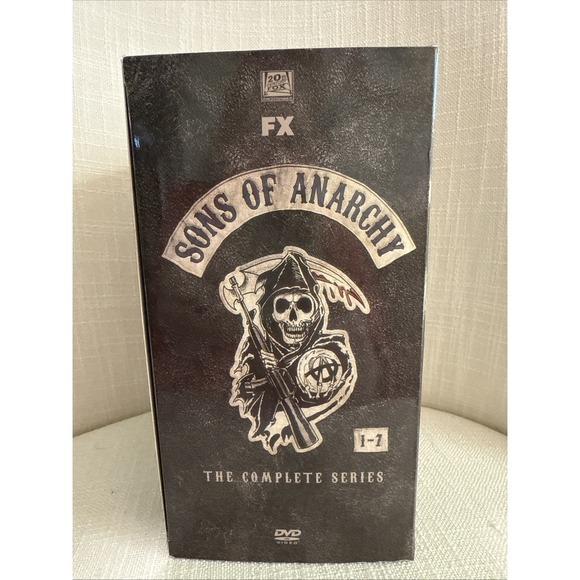 20th
CENTURY
FOX
FX
SONS OF ANARCHY
1-7
THE COMPLETE SERIES
DVD
VIDEO